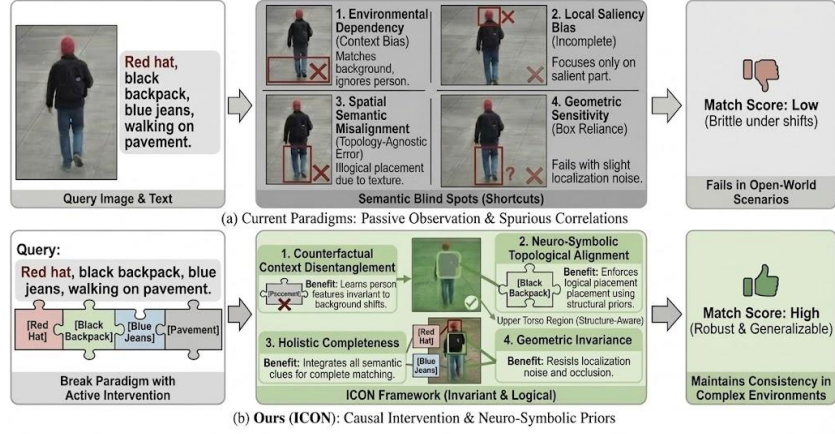 Red hat,
black
backpack,
blue jeans,
walking on
pavement.
Query Image & Text
1. Environmental
Dependency
(Context Bias)
Matches
background,
ignores person.
2. Local Saliency
Bias
(Incomplete)
Focuses only on
salient part.
3. Spatial
Semantic
Misalignment
(Topology-Agnostic
Error)
Illogical placement
due to texture.
4. Geometric
Sensitivity
(Box Reliance)
?
Fails with slight
localization noise.
Semantic Blind Spots (Shortcuts)
Match Score: Low
(Brittle under shifts)
Fails in Open-World
Scenarios
(a) Current Paradigms: Passive Observation & Spurious Correlations
Query:
Red hat, black backpack, blue
jeans, walking on pavement.
[Red
Hat]
[Black
Backpack]
[Blue
Jeans]
[Pavement]
Break Paradigm with
Active Intervention
1. Counterfactual
Context Disentanglement
Benefit: Learns person
features invariant to
background shifts.
2. Neuro-Symbolic
Topological Alignment
[Black
Backpack]
Benefit: Enforces
logical placement
placement using
structural priors.
Upper Torso Region (Structure-Aware)
3. Holistic Completeness
Benefit: Integrates all semantic
clues for complete matching.
[Red
Hat]
[Blue
Jeans]
4. Geometric Invariance
Benefit: Resists localization
noise and occlusion.
ICON Framework (Invariant & Logical)
Match Score: High
(Robust & Generalizable)
Maintains Consistency in
Complex Environments
(b) Ours (ICON): Causal Intervention & Neuro-Symbolic Priors